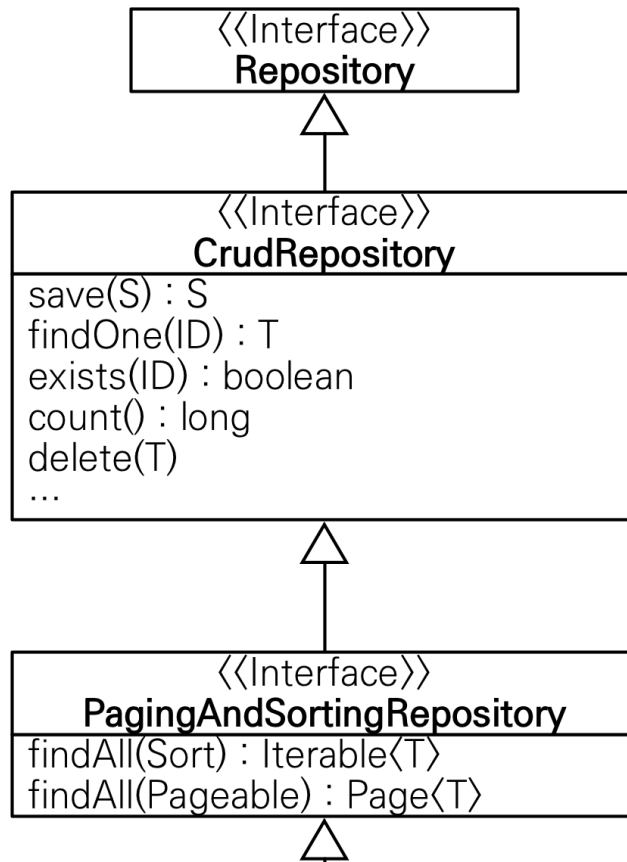 〈〈Interface〉〉
Repository
〈〈Interface〉〉
CrudRepository
save(S) : S
findOne(ID) : T
exists(ID) : boolean
count() : long
delete(T)
...
〈〈Interface〉〉
PagingAndSortingRepository
findAll(Sort) : Iterable〈T〉
findAll(Pageable) : Page〈T〉